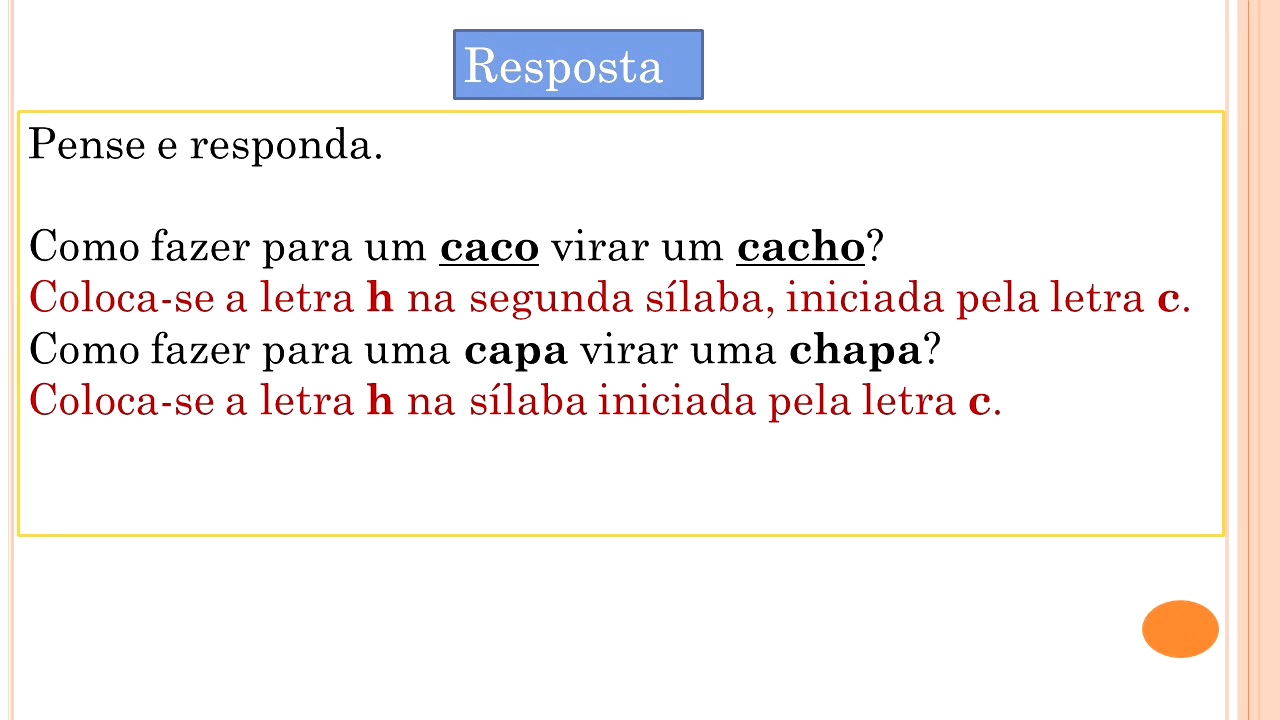 Resposta
Pense e responda.
Como fazer para um caco virar um cacho?
Coloca-se a letra h na segunda sílaba, iniciada pela letra c.
Como fazer para uma capa virar uma chapa?
Coloca-se a letra h na sílaba iniciada pela letra c.